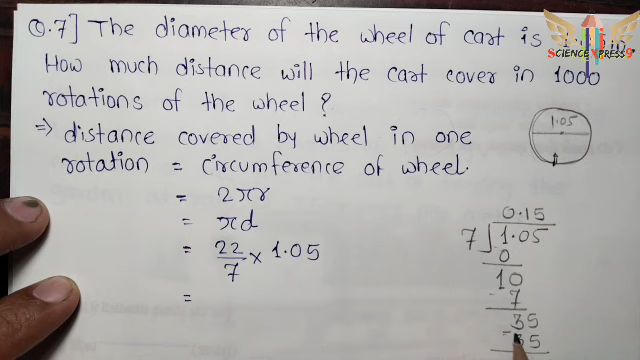 Q.7] The diameter of the wheel of cart is
How much distance will the cart cover in 1000
rotations of the wheel ?
⇒ distance covered by wheel in one
rotation = circumference of wheel.
= 2πr
= πd
= 22/7 × 1.05
=
SCIENCE XPRESS
1.05
0.15
7 ) 1.05
0
10
- 7
35
- 35